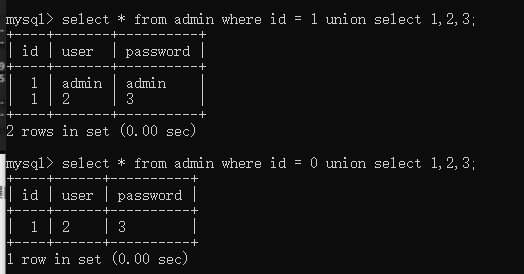 mysql> select * from admin where id = 1 union select 1,2,3;
+----+-------+----------+
| id | user  | password |
+----+-------+----------+
|  1 | admin | admin    |
|  1 | 2     | 3        |
+----+-------+----------+
2 rows in set (0.00 sec)
mysql> select * from admin where id = 0 union select 1,2,3;
+----+------+----------+
| id | user | password |
+----+------+----------+
|  1 | 2    | 3        |
+----+------+----------+
1 row in set (0.00 sec)